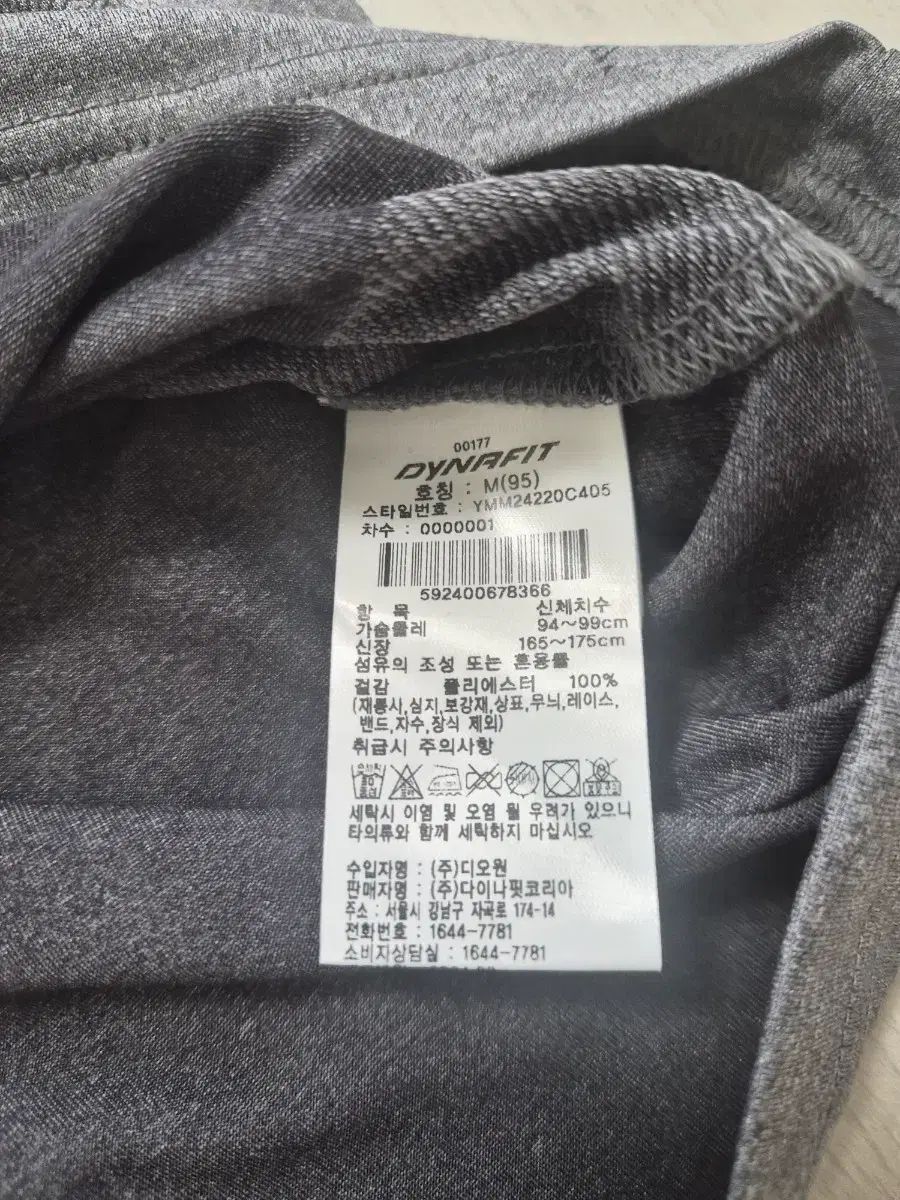 00177
DYNAFIT
호칭 : M(95)
스타일번호 : YMM24220C405
차수 : 0000001
592400678366
항 목 신체치수
가슴둘레 94~99cm
신장 165~175cm
섬유의 조성 또는 혼용률
겉감 폴리에스터 100%
(재봉사,심지,보강재,상표,무늬,레이스,
밴드,자수,장식 제외)
취급시 주의사항
세탁시 이염 및 오염 될 우려가 있으니
타의류와 함께 세탁하지 마십시오
수입자명 : (주)디오원
판매자명 : (주)다이나핏코리아
주소 : 서울시 강남구 자곡로 174-14
전화번호 : 1644-7781
소비자상담실 : 1644-7781